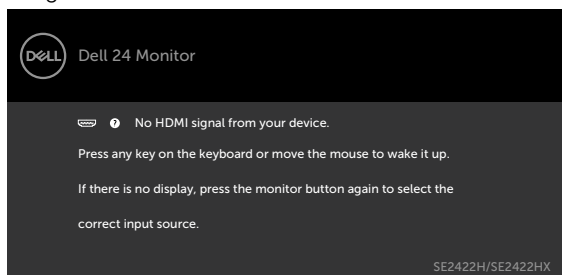 DELL Dell 24 Monitor
No HDMI signal from your device.
Press any key on the keyboard or move the mouse to wake it up.
If there is no display, press the monitor button again to select the
correct input source.
SE2422H/SE2422HX